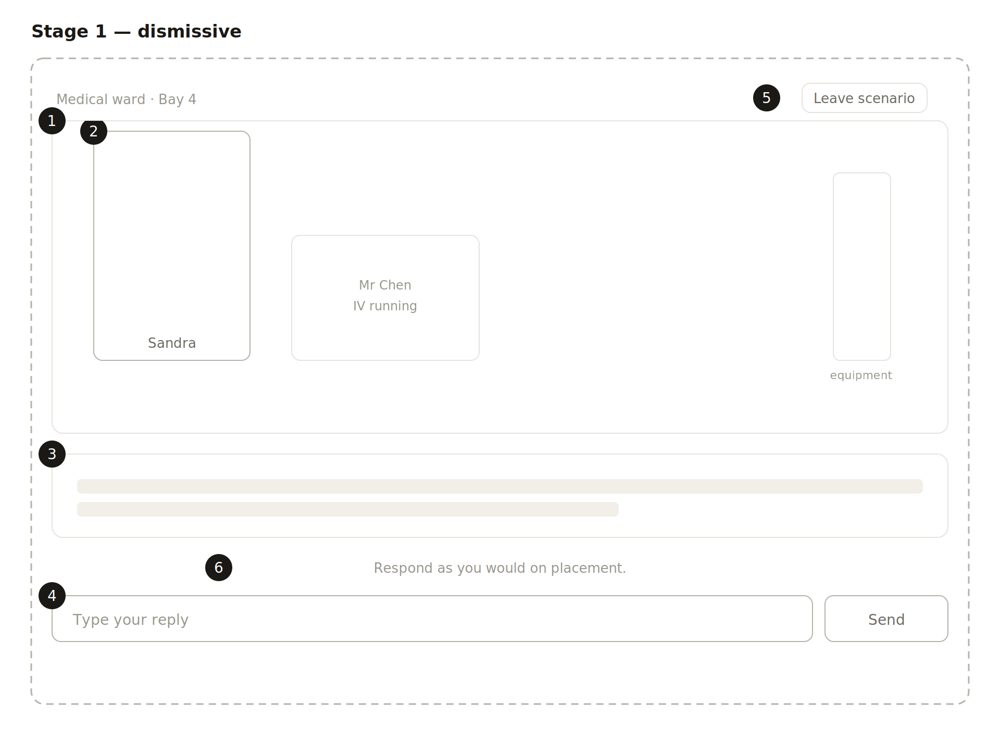 Stage 1 — dismissive
Medical ward · Bay 4
5
Leave scenario
1
2
Sandra
Mr Chen
IV running
equipment
3
6
Respond as you would on placement.
4
Type your reply
Send